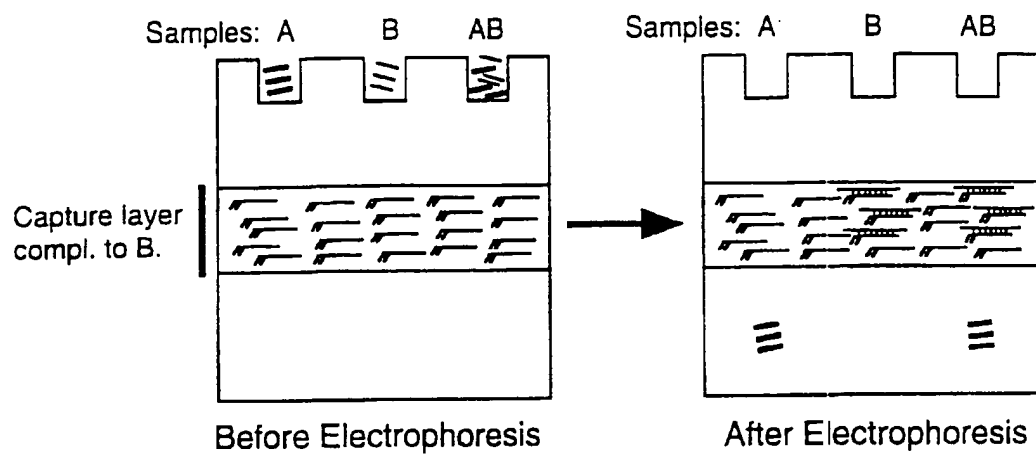 Samples: A B AB
Samples: A B AB
Capture layer
compl. to B.
Before Electrophoresis
After Electrophoresis